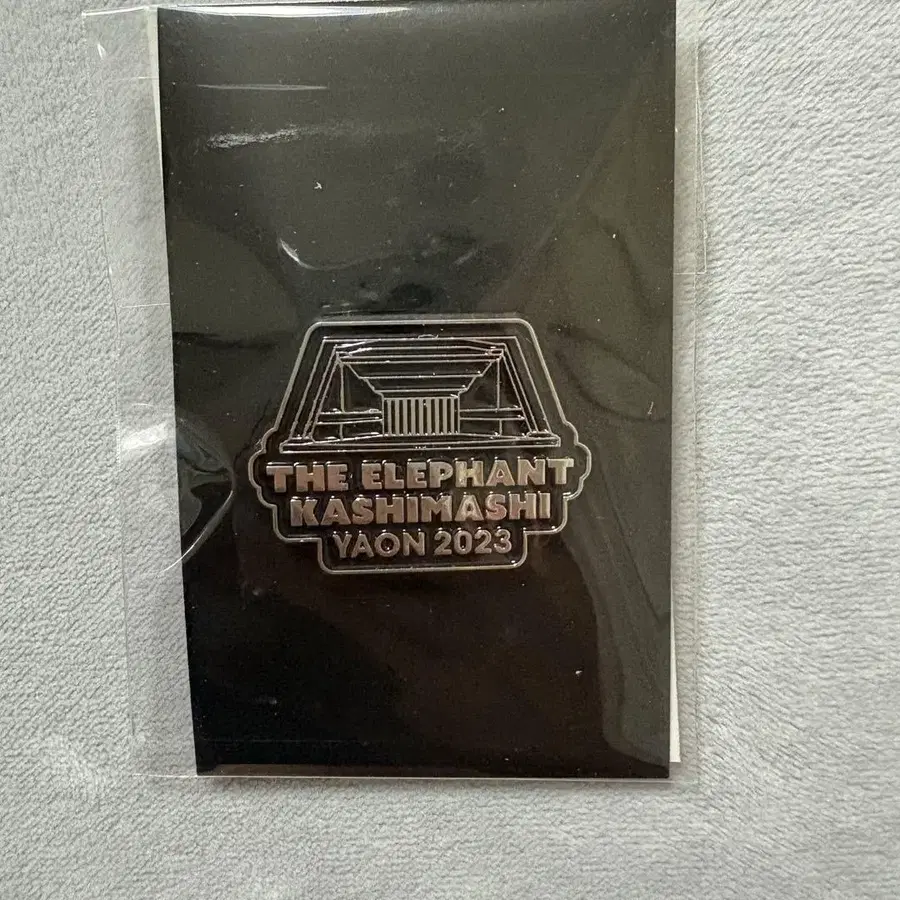 THE ELEPHANT
KASHIMASHI
YAON 2023